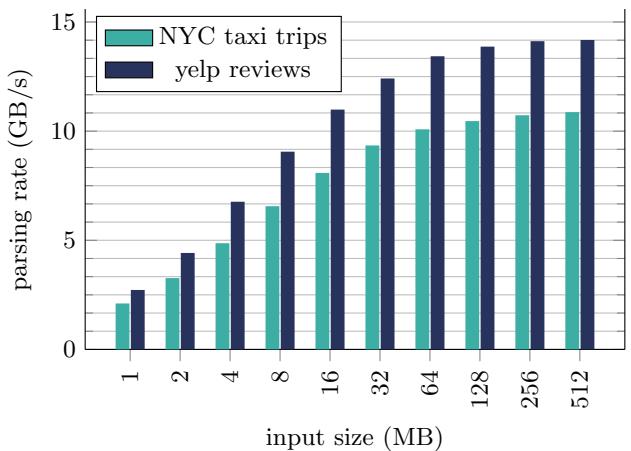 15
NYC taxi trips
yelp reviews
10
5
0
parsing rate (GB/s)
1 2 4 8 16 32 64 128 256 512
input size (MB)